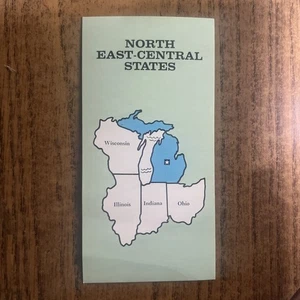 NORTH
EAST-CENTRAL
STATES
Wisconsin
Illinois
Indiana
Ohio